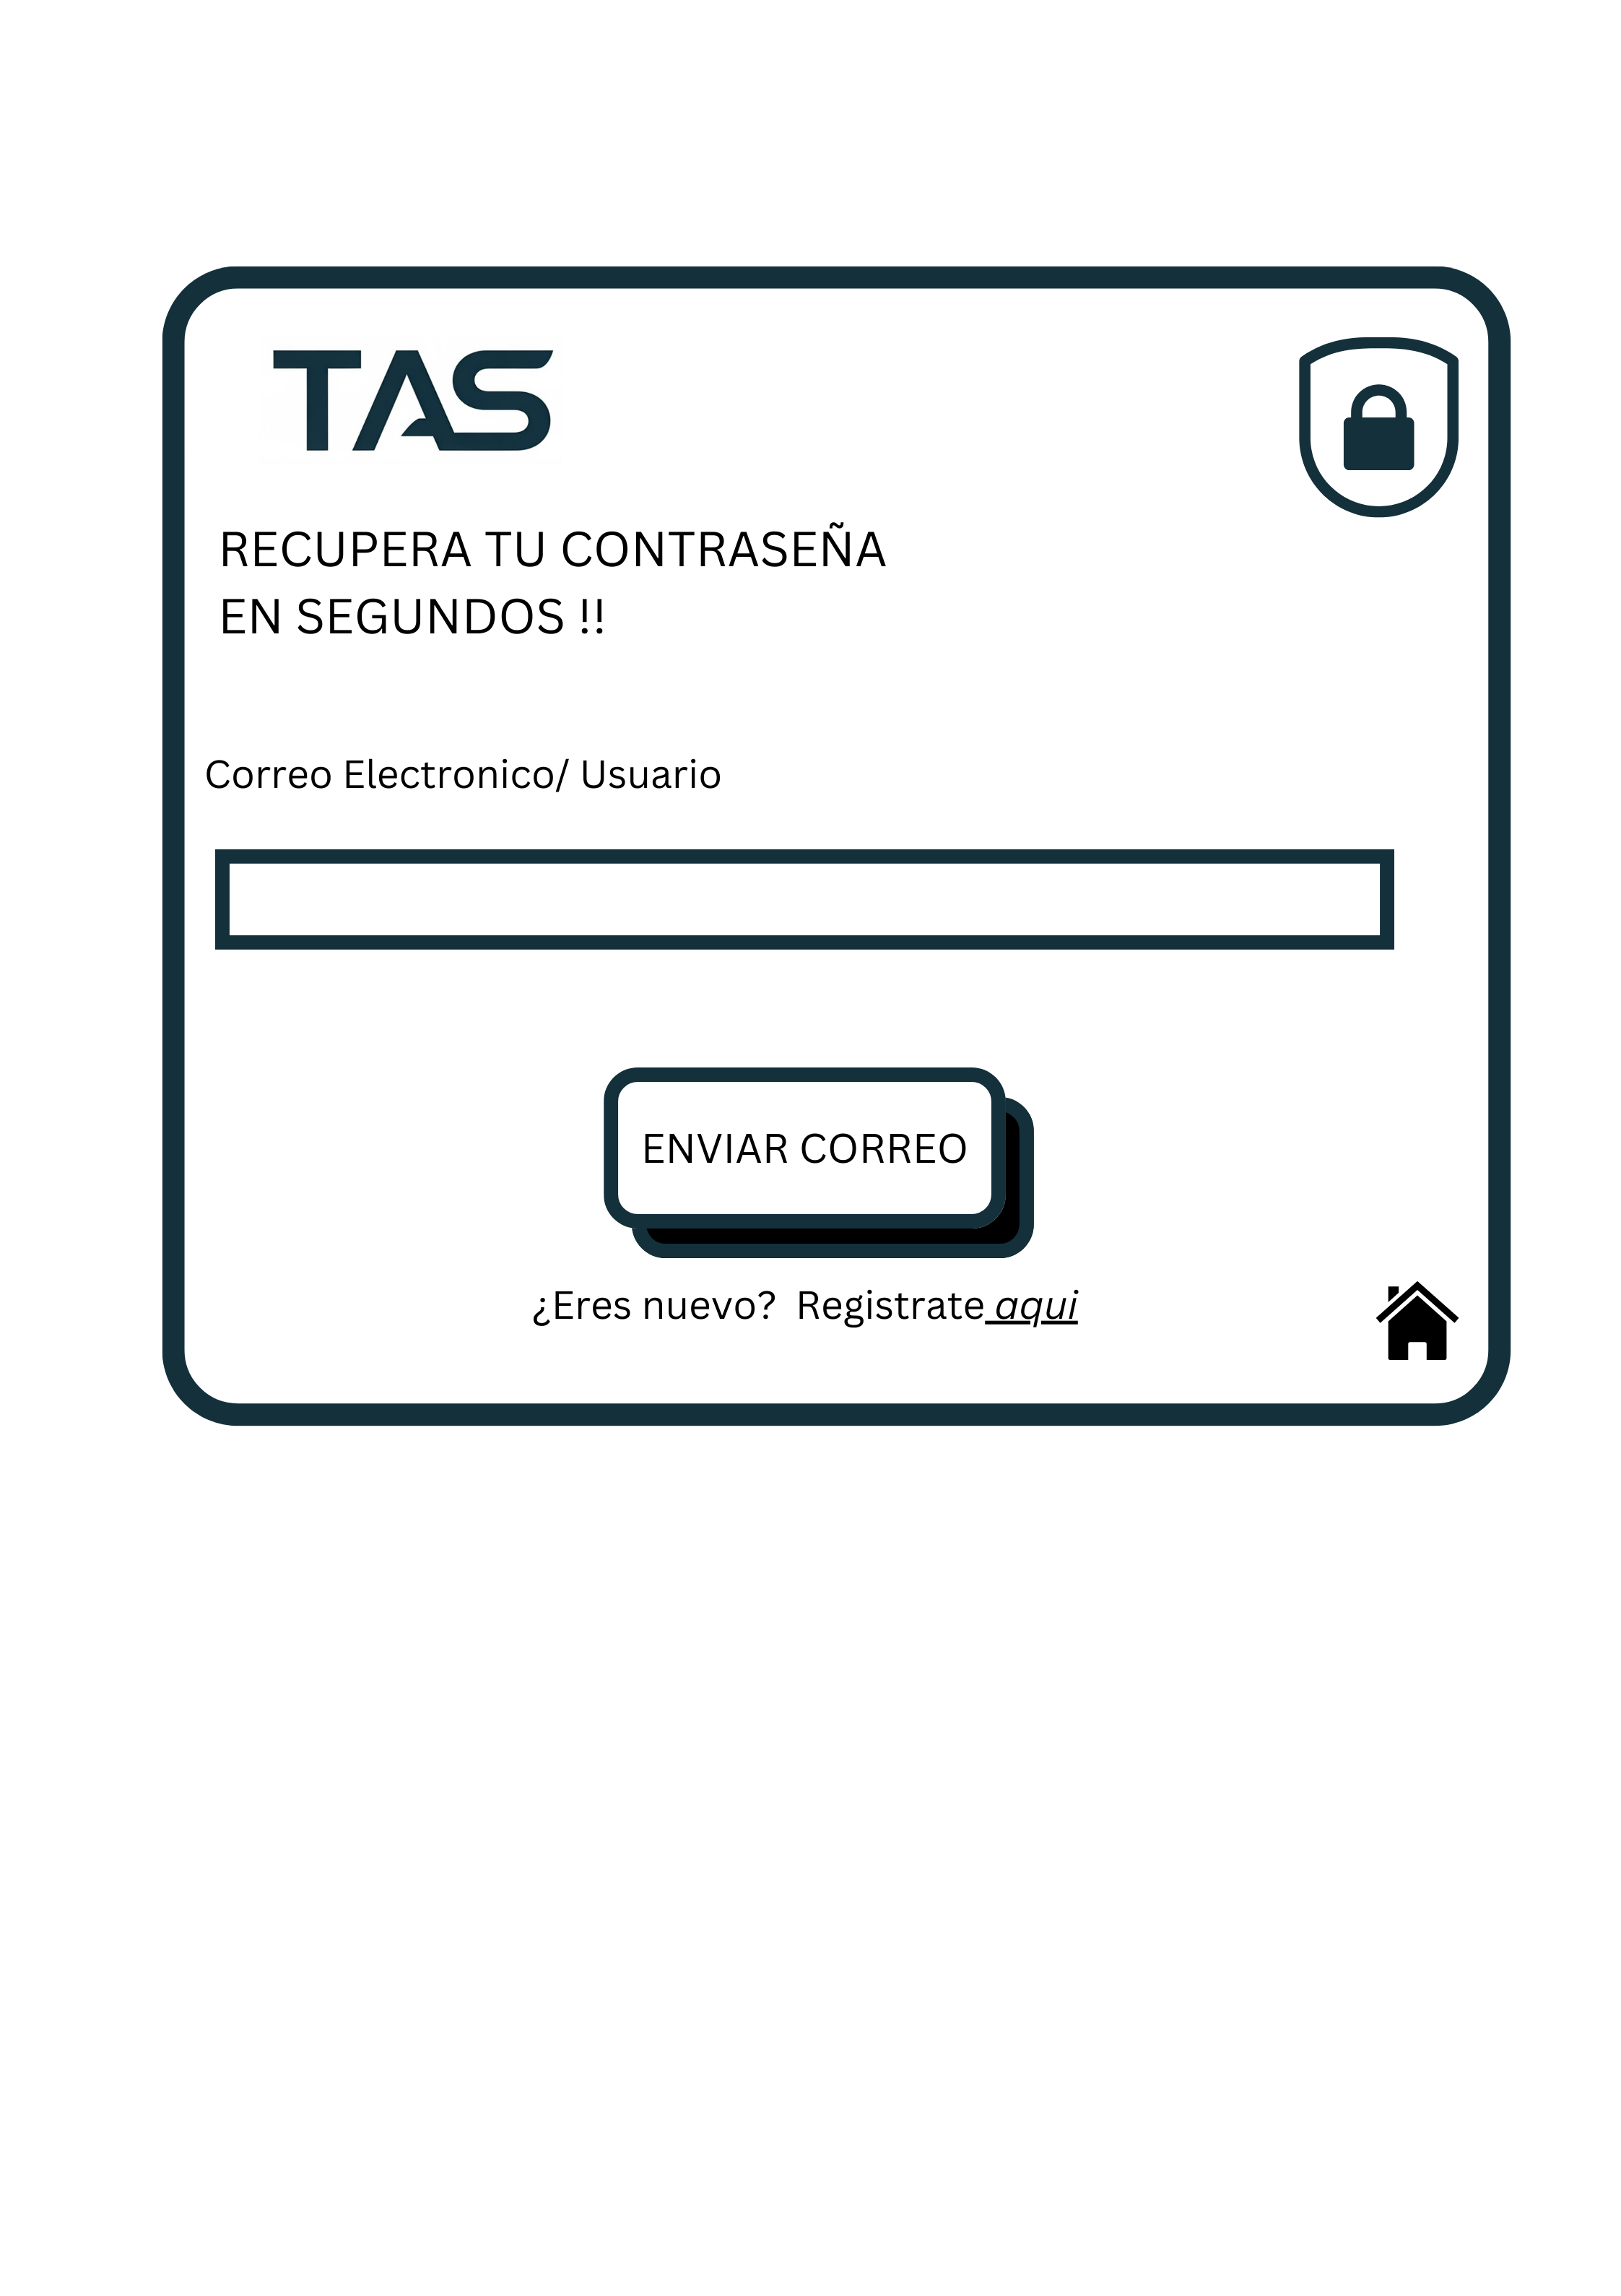 TAS
RECUPERA TU CONTRASEÑA
EN SEGUNDOS !!
Correo Electronico/ Usuario
ENVIAR CORREO
¿Eres nuevo?  Registrate aqui